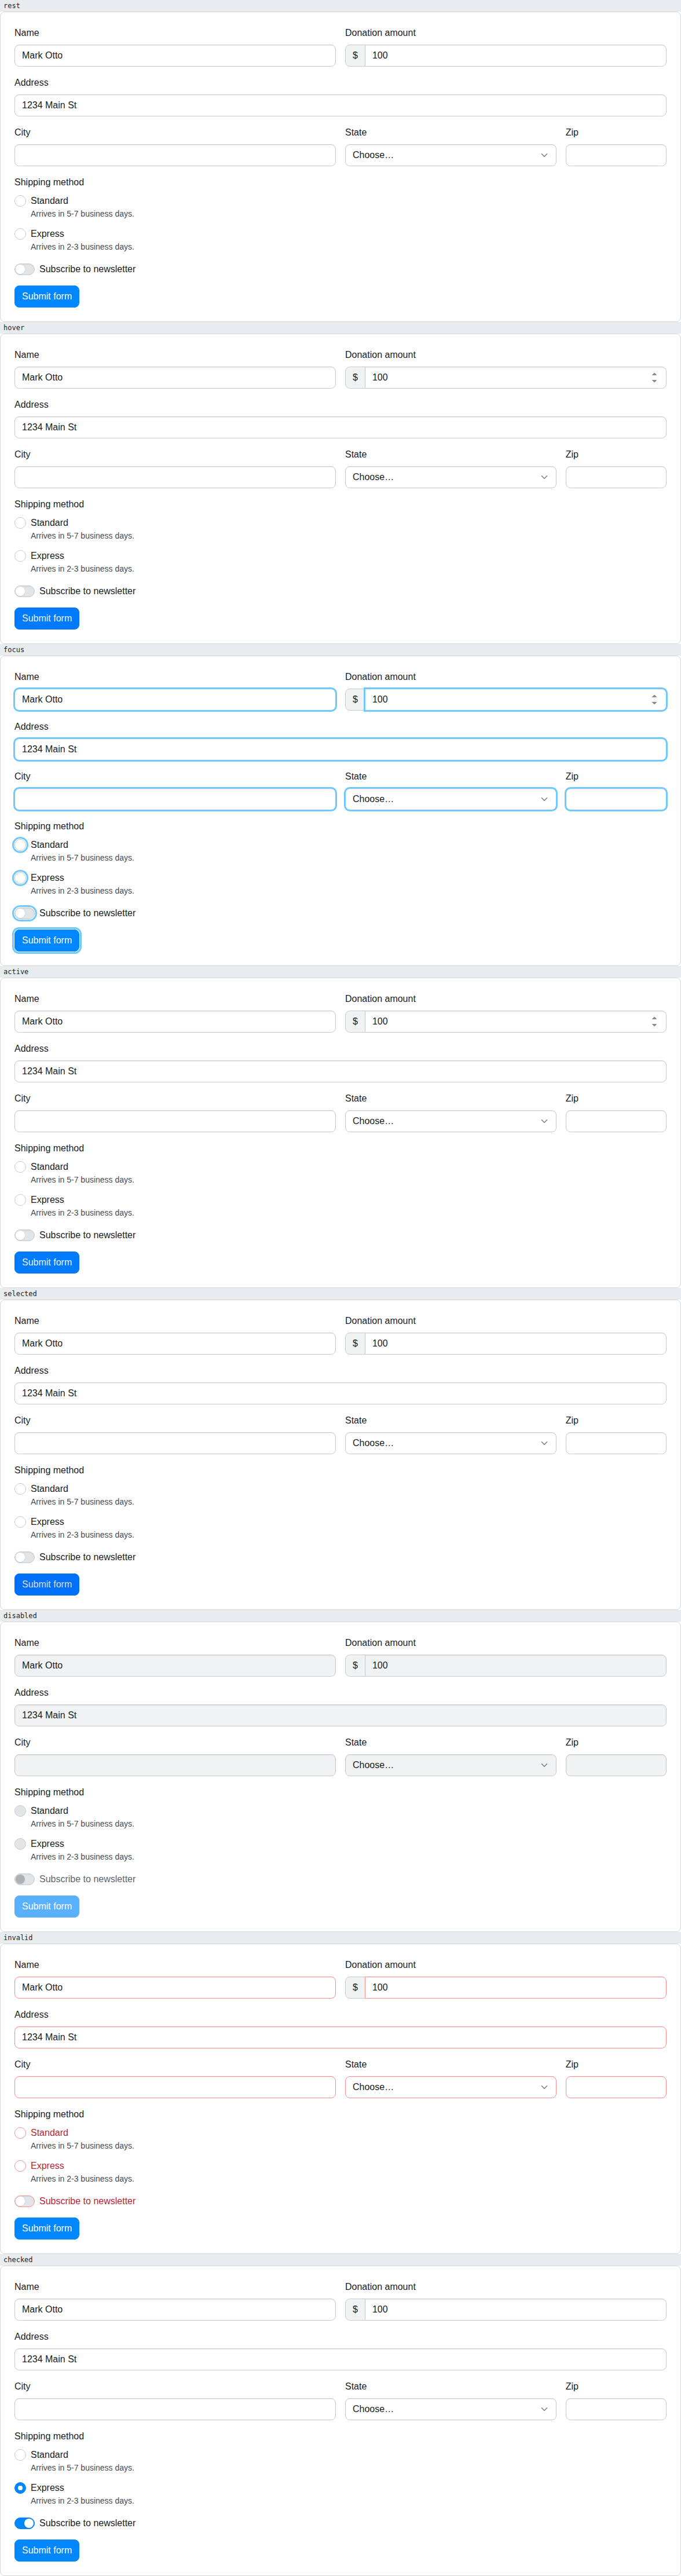 rest
Name Donation amount
Mark Otto $ 100
Address
1234 Main St
City State Zip
Choose...
Shipping method
Standard
Arrives in 5-7 business days.
Express
Arrives in 2-3 business days.
Subscribe to newsletter
Submit form
hover
Name Donation amount
Mark Otto $ 100
Address
1234 Main St
City State Zip
Choose...
Shipping method
Standard
Arrives in 5-7 business days.
Express
Arrives in 2-3 business days.
Subscribe to newsletter
Submit form
focus
Name Donation amount
Mark Otto $ 100
Address
1234 Main St
City State Zip
Choose...
Shipping method
Standard
Arrives in 5-7 business days.
Express
Arrives in 2-3 business days.
Subscribe to newsletter
Submit form
active
Name Donation amount
Mark Otto $ 100
Address
1234 Main St
City State Zip
Choose...
Shipping method
Standard
Arrives in 5-7 business days.
Express
Arrives in 2-3 business days.
Subscribe to newsletter
Submit form
selected
Name Donation amount
Mark Otto $ 100
Address
1234 Main St
City State Zip
Choose...
Shipping method
Standard
Arrives in 5-7 business days.
Express
Arrives in 2-3 business days.
Subscribe to newsletter
Submit form
disabled
Name Donation amount
Mark Otto $ 100
Address
1234 Main St
City State Zip
Choose...
Shipping method
Standard
Arrives in 5-7 business days.
Express
Arrives in 2-3 business days.
Subscribe to newsletter
Submit form
invalid
Name Donation amount
Mark Otto $ 100
Address
1234 Main St
City State Zip
Choose...
Shipping method
Standard
Arrives in 5-7 business days.
Express
Arrives in 2-3 business days.
Subscribe to newsletter
Submit form
checked
Name Donation amount
Mark Otto $ 100
Address
1234 Main St
City State Zip
Choose...
Shipping method
Standard
Arrives in 5-7 business days.
Express
Arrives in 2-3 business days.
Subscribe to newsletter
Submit form